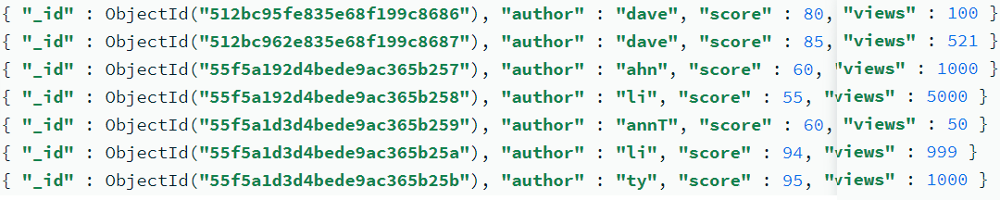 { "_id" : ObjectId("512bc95fe835e68f199c8686"), "author" : "dave", "score" : 80, "views" : 100 }
{ "_id" : ObjectId("512bc962e835e68f199c8687"), "author" : "dave", "score" : 85, "views" : 521 }
{ "_id" : ObjectId("55f5a192d4bede9ac365b257"), "author" : "ahn", "score" : 60, "views" : 1000 }
{ "_id" : ObjectId("55f5a192d4bede9ac365b258"), "author" : "li", "score" : 55, "views" : 5000 }
{ "_id" : ObjectId("55f5a1d3d4bede9ac365b259"), "author" : "annT", "score" : 60, "views" : 50 }
{ "_id" : ObjectId("55f5a1d3d4bede9ac365b25a"), "author" : "li", "score" : 94, "views" : 999 }
{ "_id" : ObjectId("55f5a1d3d4bede9ac365b25b"), "author" : "ty", "score" : 95, "views" : 1000 }